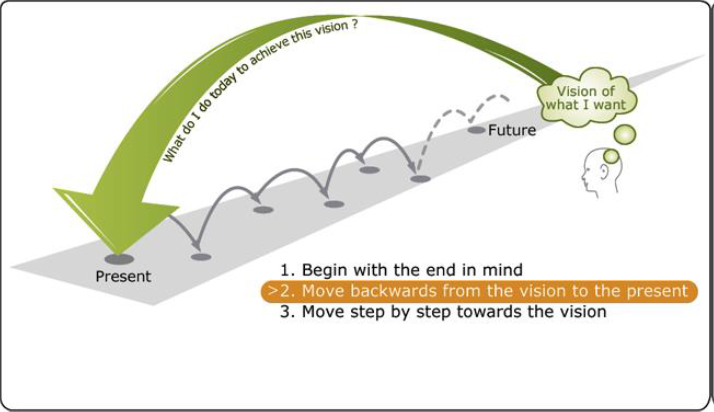 What do I do today to achieve this vision ?
Vision of
what I want
Future
Present
1. Begin with the end in mind
>2. Move backwards from the vision to the present
3. Move step by step towards the vision